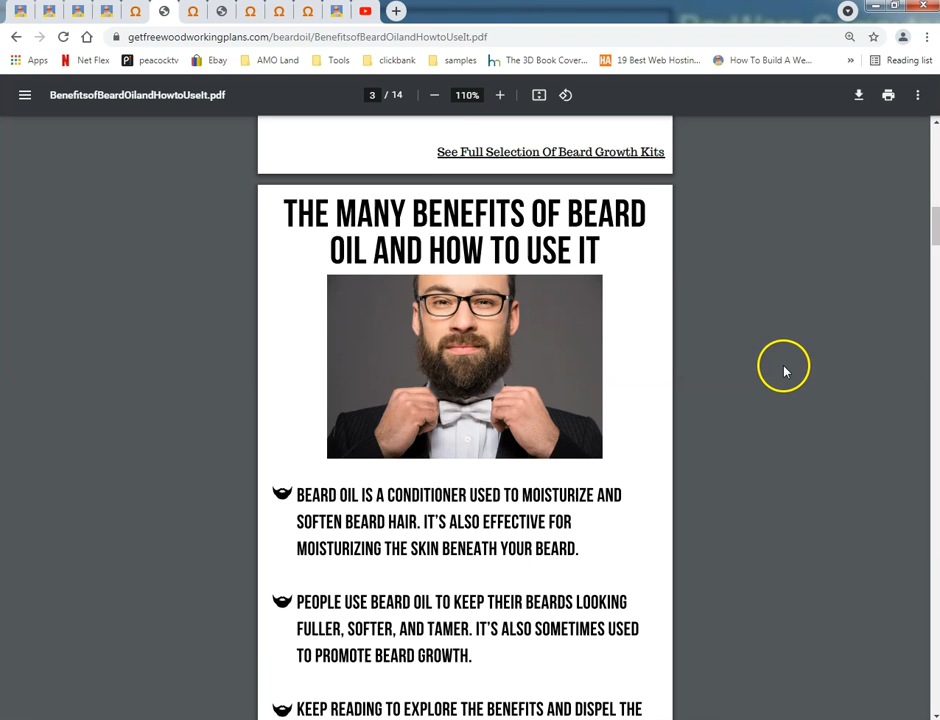 getfreewoodworkingplans.com/beardoil/BenefitsofBeardOilandHowtoUseIt.pdf
Apps Net Flex peacocktv Ebay AMO Land Tools clickbank samples The 3D Book Cover... 19 Best Web Hostin... How To Build A We... » Reading list
BenefitsofBeardOilandHowtoUseIt.pdf 3 / 14 110%
See Full Selection Of Beard Growth Kits
THE MANY BENEFITS OF BEARD
OIL AND HOW TO USE IT
BEARD OIL IS A CONDITIONER USED TO MOISTURIZE AND
SOFTEN BEARD HAIR. IT'S ALSO EFFECTIVE FOR
MOISTURIZING THE SKIN BENEATH YOUR BEARD.
PEOPLE USE BEARD OIL TO KEEP THEIR BEARDS LOOKING
FULLER, SOFTER, AND TAMER. IT'S ALSO SOMETIMES USED
TO PROMOTE BEARD GROWTH.
KEEP READING TO EXPLORE THE BENEFITS AND DISPEL THE